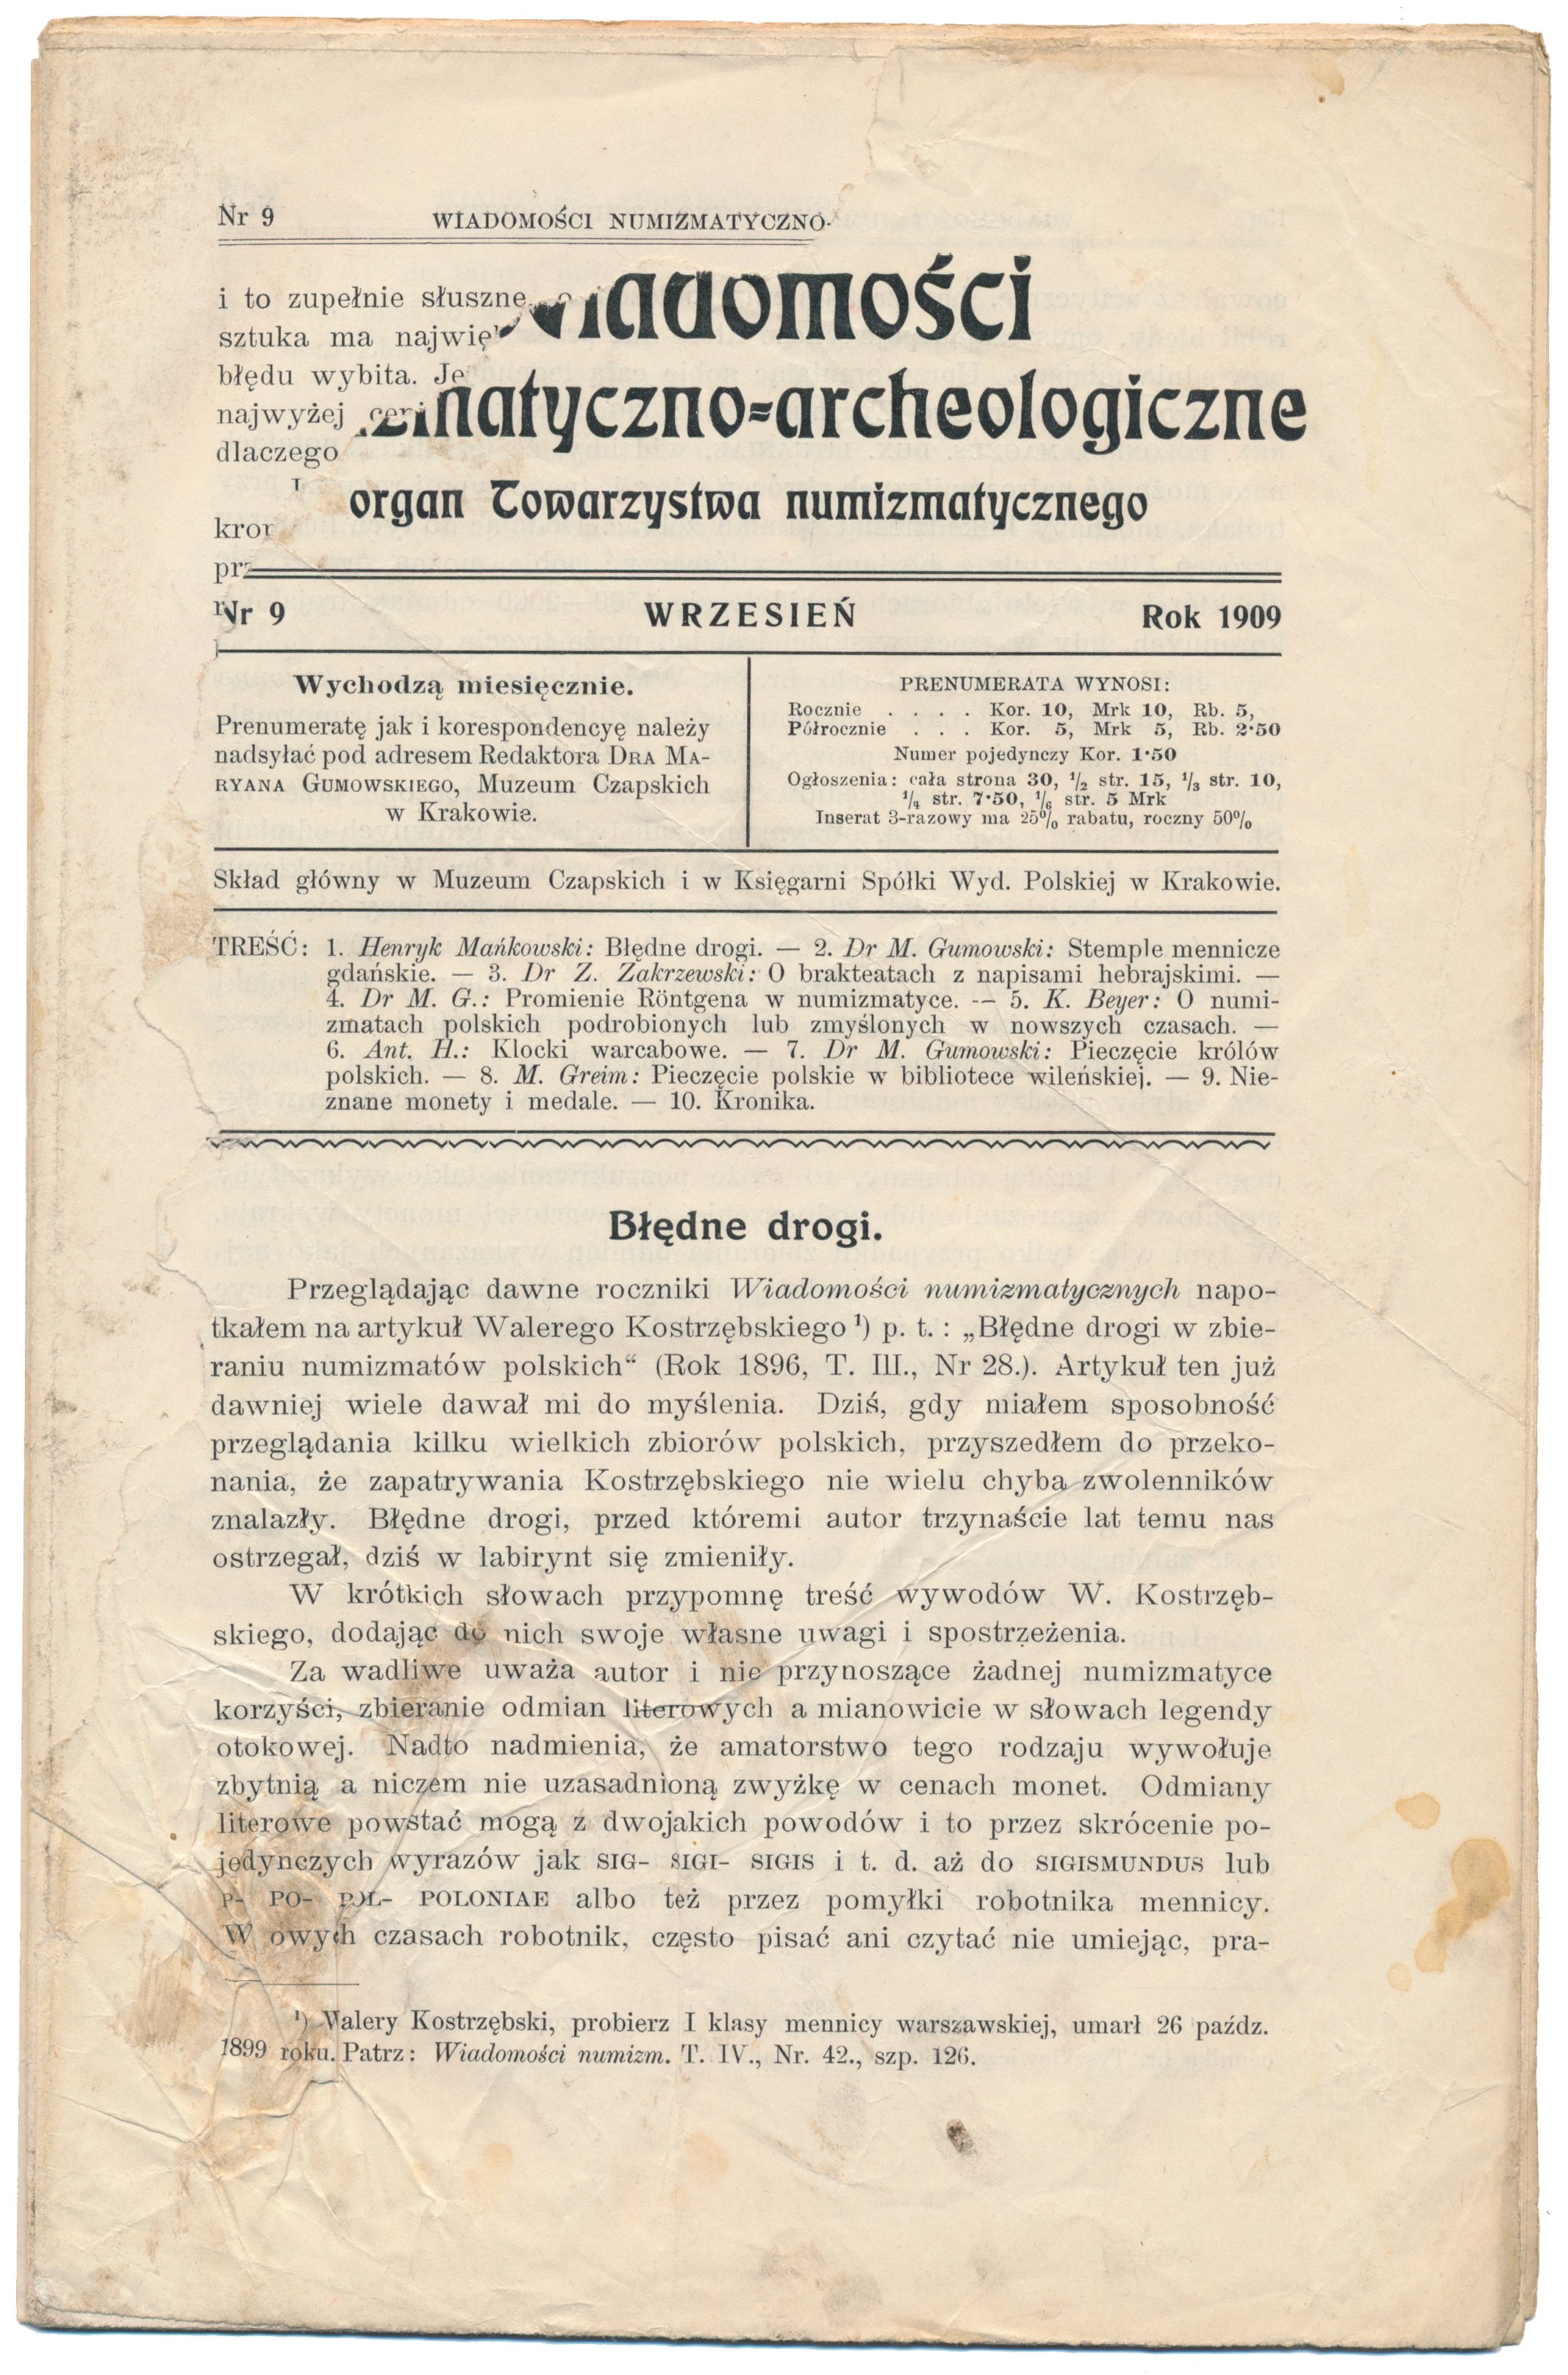 Nr 9 WIADOMOŚCI NUMIZMATYCZNO-
i to zupełnie słuszne
sztuka ma
błędu wybita.
najwyżej
dlaczego
organ Towarzystwa numizmatycznego
Nr 9 WRZESIEŃ Rok 1909
Wychodzą miesięcznie.
Prenumeratę jak i korespondencyę należy
nadsyłać pod adresem Redaktora DRA MA-
RYANA GUMOWSKIEGO, Muzeum Czapskich
w Krakowie.
PRENUMERATA WYNOSI:
Rocznie . . . . Kor. 10, Mrk 10, Rb. 5,
Półrocznie . . . Kor. 5, Mrk 5, Rb. 2·50
Numer pojedynczy Kor. 1·50
Ogłoszenia: cała strona 30, 1/2 str. 15, 1/3 str. 10,
1/4 str. 7·50, 1/6 str. 5 Mrk
Inserat 3-razowy ma 25% rabatu, roczny 50%
Skład główny w Muzeum Czapskich i w Księgarni Spółki Wyd. Polskiej w Krakowie.
TREŚĆ: 1. Henryk Mańkowski: Błędne drogi. — 2. Dr M. Gumowski: Stemple mennicze
gdańskie. — 3. Dr Z. Zakrzewski: O brakteatach z napisami hebrajskimi. —
4. Dr M. G.: Promienie Röntgena w numizmatyce. — 5. K. Beyer: O numi-
zmatach polskich podrobionych lub zmyślonych w nowszych czasach. —
6. Ant. H.: Klocki warcabowe. — 7. Dr M. Gumowski: Pieczęcie królów
polskich. — 8. M. Greim: Pieczęcie polskie w bibliotece wileńskiej. — 9. Nie-
znane monety i medale. — 10. Kronika.
Błędne drogi.
Przeglądając dawne roczniki Wiadomości numizmatycznych napo-
tkałem na artykuł Walerego Kostrzębskiego ¹) p. t.: „Błędne drogi w zbie-
raniu numizmatów polskich“ (Rok 1896, T. III., Nr 28.). Artykuł ten już
dawniej wiele dawał mi do myślenia. Dziś, gdy miałem sposobność
przeglądania kilku wielkich zbiorów polskich, przyszedłem do przeko-
nania, że zapatrywania Kostrzębskiego nie wielu chyba zwolenników
znalazły. Błędne drogi, przed któremi autor trzynaście lat temu nas
ostrzegał, dziś w labirynt się zmieniły.
W krótkich słowach przypomnę treść wywodów W. Kostrzęb-
skiego, dodając do nich swoje własne uwagi i spostrzeżenia.
Za wadliwe uważa autor i nie przynoszące żadnej numizmatyce
korzyści, zbieranie odmian literowych a mianowicie w słowach legendy
otokowej. Nadto nadmienia, że amatorstwo tego rodzaju wywołuje
zbytnią a niczem nie uzasadnioną zwyżkę w cenach monet. Odmiany
literowe powstać mogą z dwojakich powodów i to przez skrócenie po-
jedynczych wyrazów jak SIG- SIGI- SIGIS i t. d. aż do SIGISMUNDUS lub
P- PO- POL- POLONIAE albo też przez pomyłki robotnika mennicy.
W owych czasach robotnik, często pisać ani czytać nie umiejąc, pra-
¹) Walery Kostrzębski, probierz I klasy mennicy warszawskiej, umarł 26 paźdz.
1899 roku. Patrz: Wiadomości numizm. T. IV., Nr. 42., szp. 126.